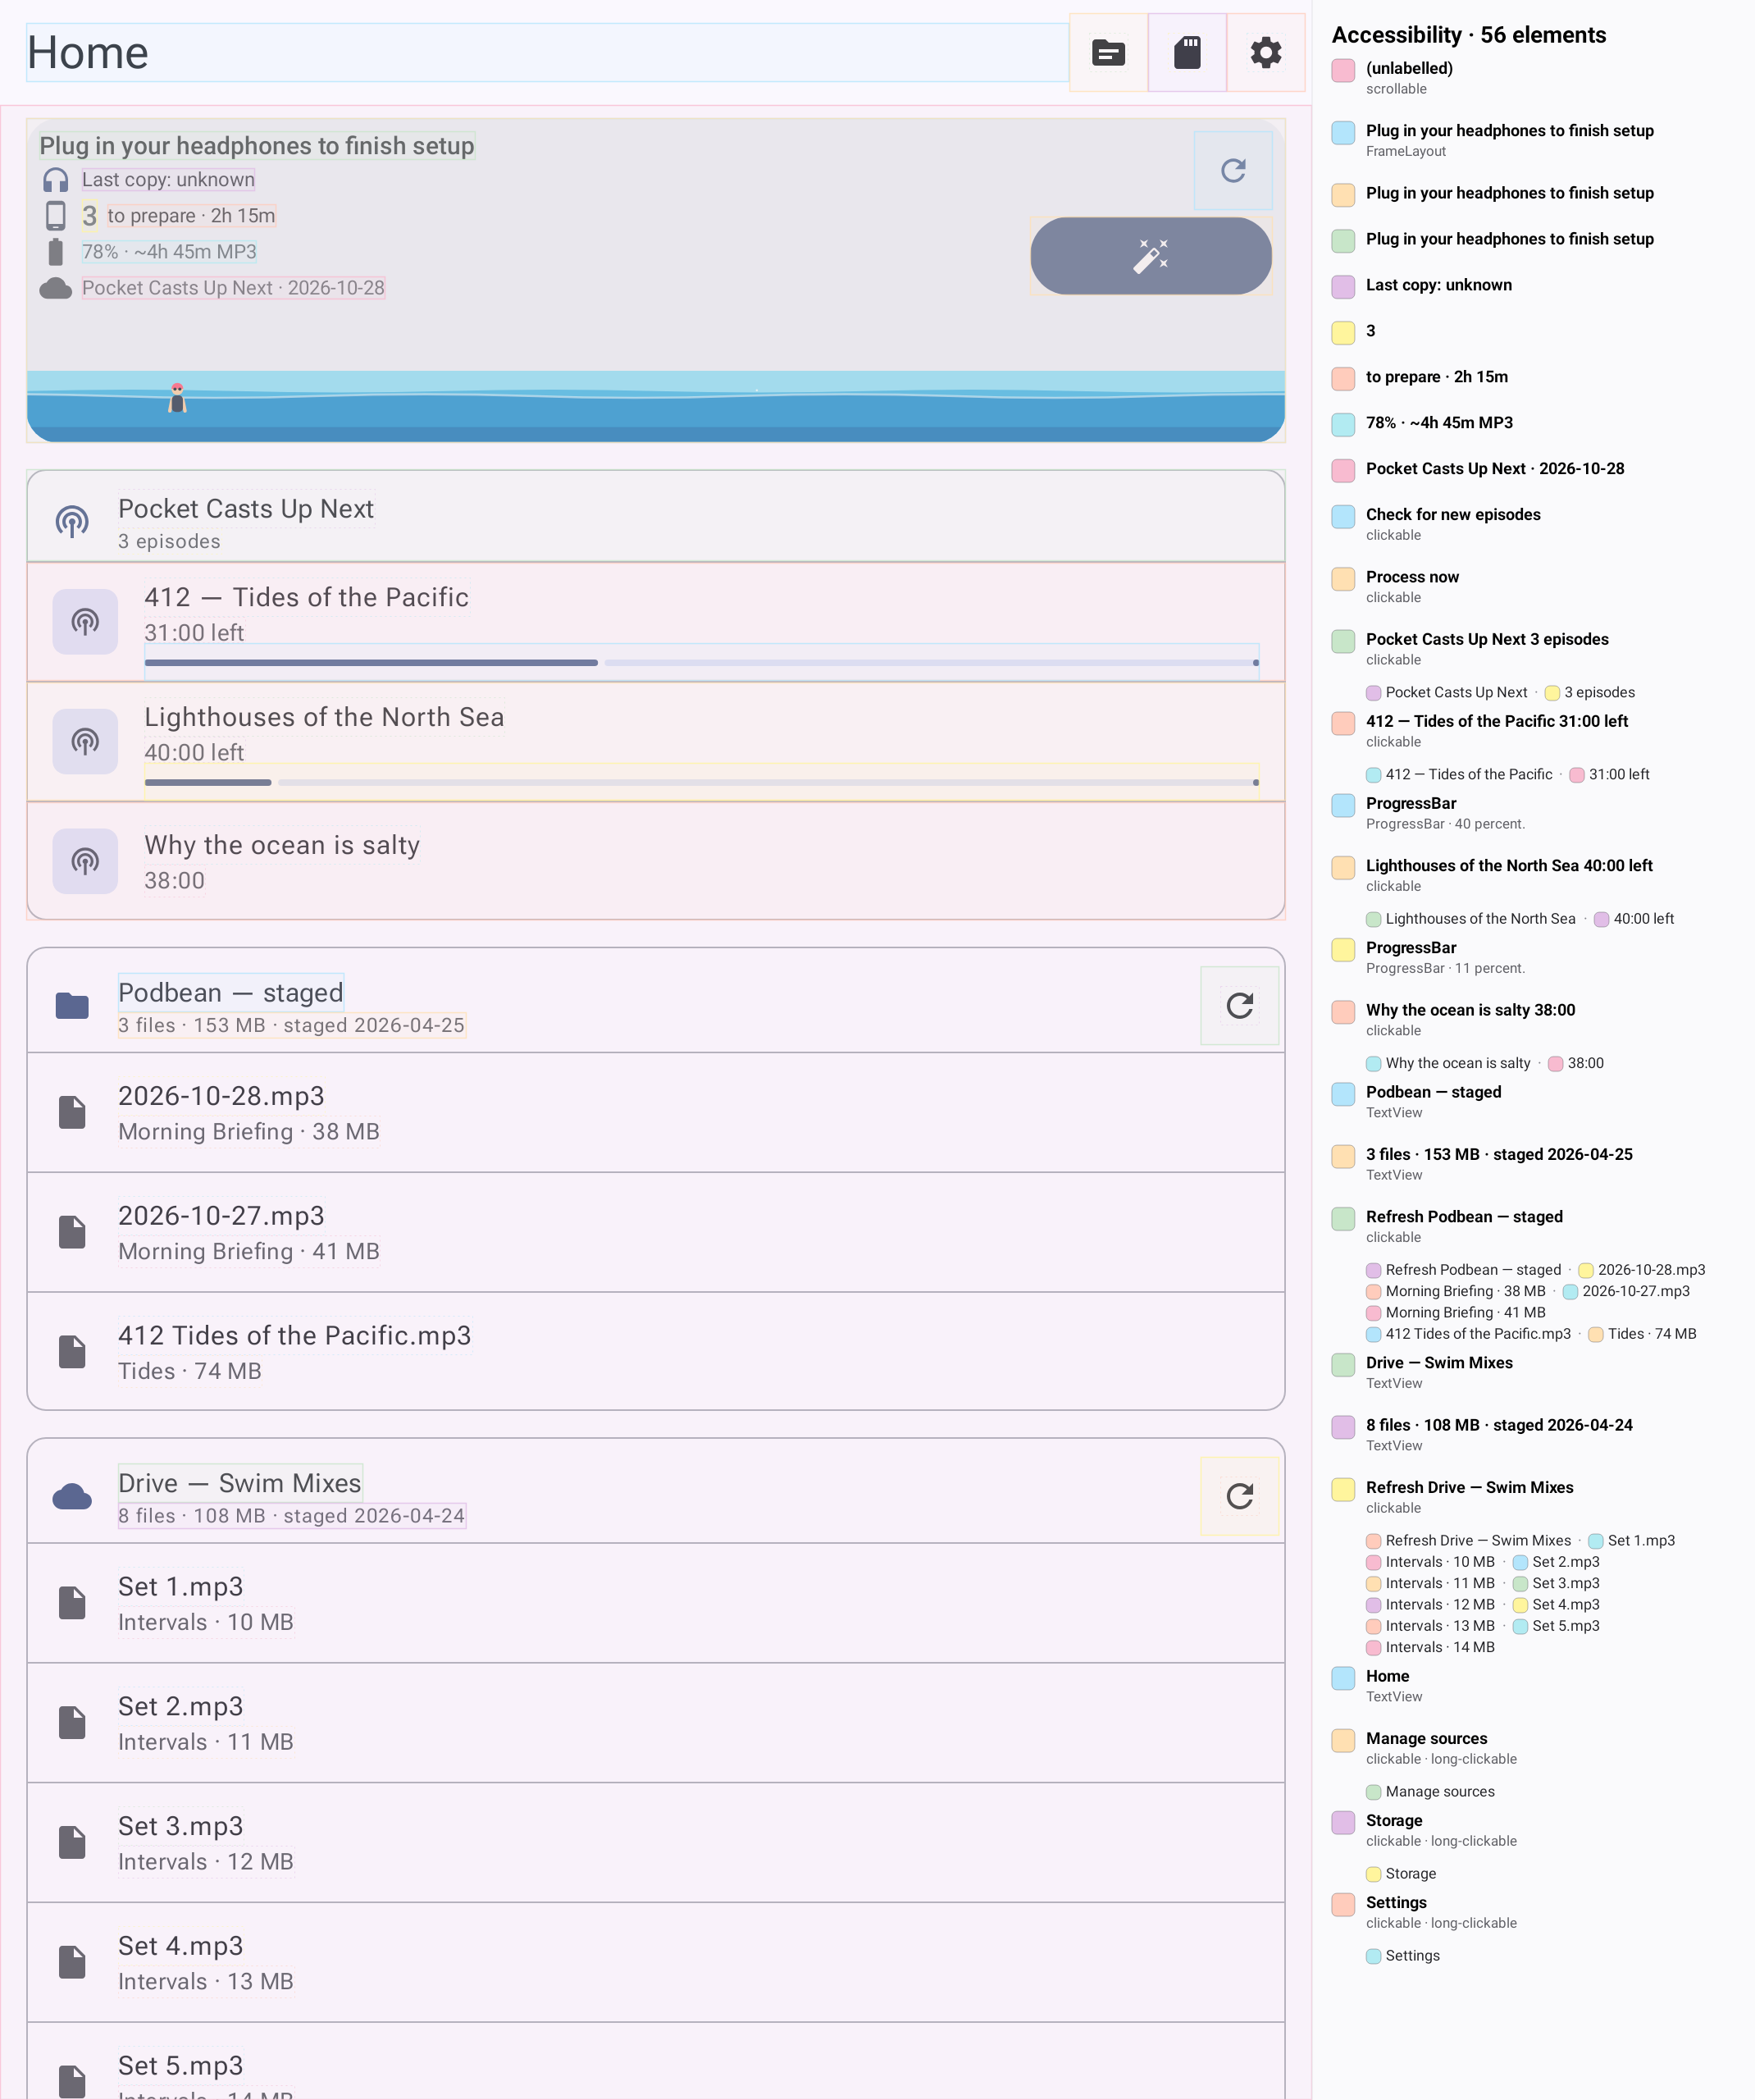 Home
Plug in your headphones to finish setup
Last copy: unknown
3 to prepare · 2h 15m
78% · ~4h 45m MP3
Pocket Casts Up Next · 2026-10-28
Pocket Casts Up Next
3 episodes
412 — Tides of the Pacific
31:00 left
Lighthouses of the North Sea
40:00 left
Why the ocean is salty
38:00
Podbean — staged
3 files · 153 MB · staged 2026-04-25
2026-10-28.mp3
Morning Briefing · 38 MB
2026-10-27.mp3
Morning Briefing · 41 MB
412 Tides of the Pacific.mp3
Tides · 74 MB
Drive — Swim Mixes
8 files · 108 MB · staged 2026-04-24
Set 1.mp3
Intervals · 10 MB
Set 2.mp3
Intervals · 11 MB
Set 3.mp3
Intervals · 12 MB
Set 4.mp3
Intervals · 13 MB
Set 5.mp3
Intervals · 14 MB
Accessibility · 56 elements
(unlabelled)
scrollable
Plug in your headphones to finish setup
FrameLayout
Plug in your headphones to finish setup
Plug in your headphones to finish setup
Last copy: unknown
3
to prepare · 2h 15m
78% · ~4h 45m MP3
Pocket Casts Up Next · 2026-10-28
Check for new episodes
clickable
Process now
clickable
Pocket Casts Up Next 3 episodes
clickable
Pocket Casts Up Next · 3 episodes
412 — Tides of the Pacific 31:00 left
clickable
412 — Tides of the Pacific · 31:00 left
ProgressBar
ProgressBar · 40 percent.
Lighthouses of the North Sea 40:00 left
clickable
Lighthouses of the North Sea · 40:00 left
ProgressBar
ProgressBar · 11 percent.
Why the ocean is salty 38:00
clickable
Why the ocean is salty · 38:00
Podbean — staged
TextView
3 files · 153 MB · staged 2026-04-25
TextView
Refresh Podbean — staged
clickable
Refresh Podbean — staged · 2026-10-28.mp3
Morning Briefing · 38 MB · 2026-10-27.mp3
Morning Briefing · 41 MB
412 Tides of the Pacific.mp3 · Tides · 74 MB
Drive — Swim Mixes
TextView
8 files · 108 MB · staged 2026-04-24
TextView
Refresh Drive — Swim Mixes
clickable
Refresh Drive — Swim Mixes · Set 1.mp3
Intervals · 10 MB · Set 2.mp3
Intervals · 11 MB · Set 3.mp3
Intervals · 12 MB · Set 4.mp3
Intervals · 13 MB · Set 5.mp3
Intervals · 14 MB
Home
TextView
Manage sources
clickable · long-clickable
Manage sources
Storage
clickable · long-clickable
Storage
Settings
clickable · long-clickable
Settings